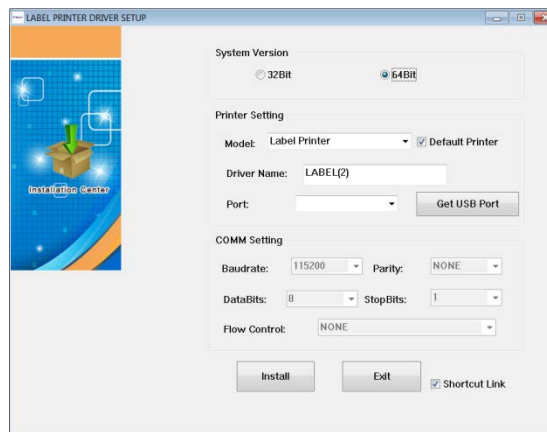 LABEL PRINTER DRIVER SETUP
System Version
32Bit 64Bit
Printer Setting
Model: Label Printer Default Printer
Driver Name: LABEL(2)
Port: Get USB Port
Installation Center
COMM Setting
Baudrate: 115200 Parity: NONE
DataBits: 8 StopBits: 1
Flow Control: NONE
Install Exit Shortcut Link